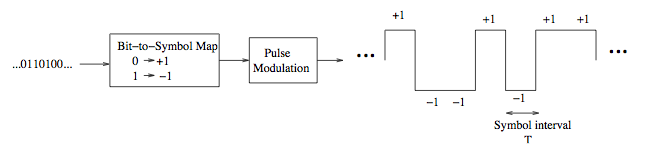 ...0110100...
Bit−to−Symbol Map
0 → +1
1 → −1
Pulse
Modulation
...
+1
−1 −1
+1
−1
+1 +1
...
Symbol interval
T